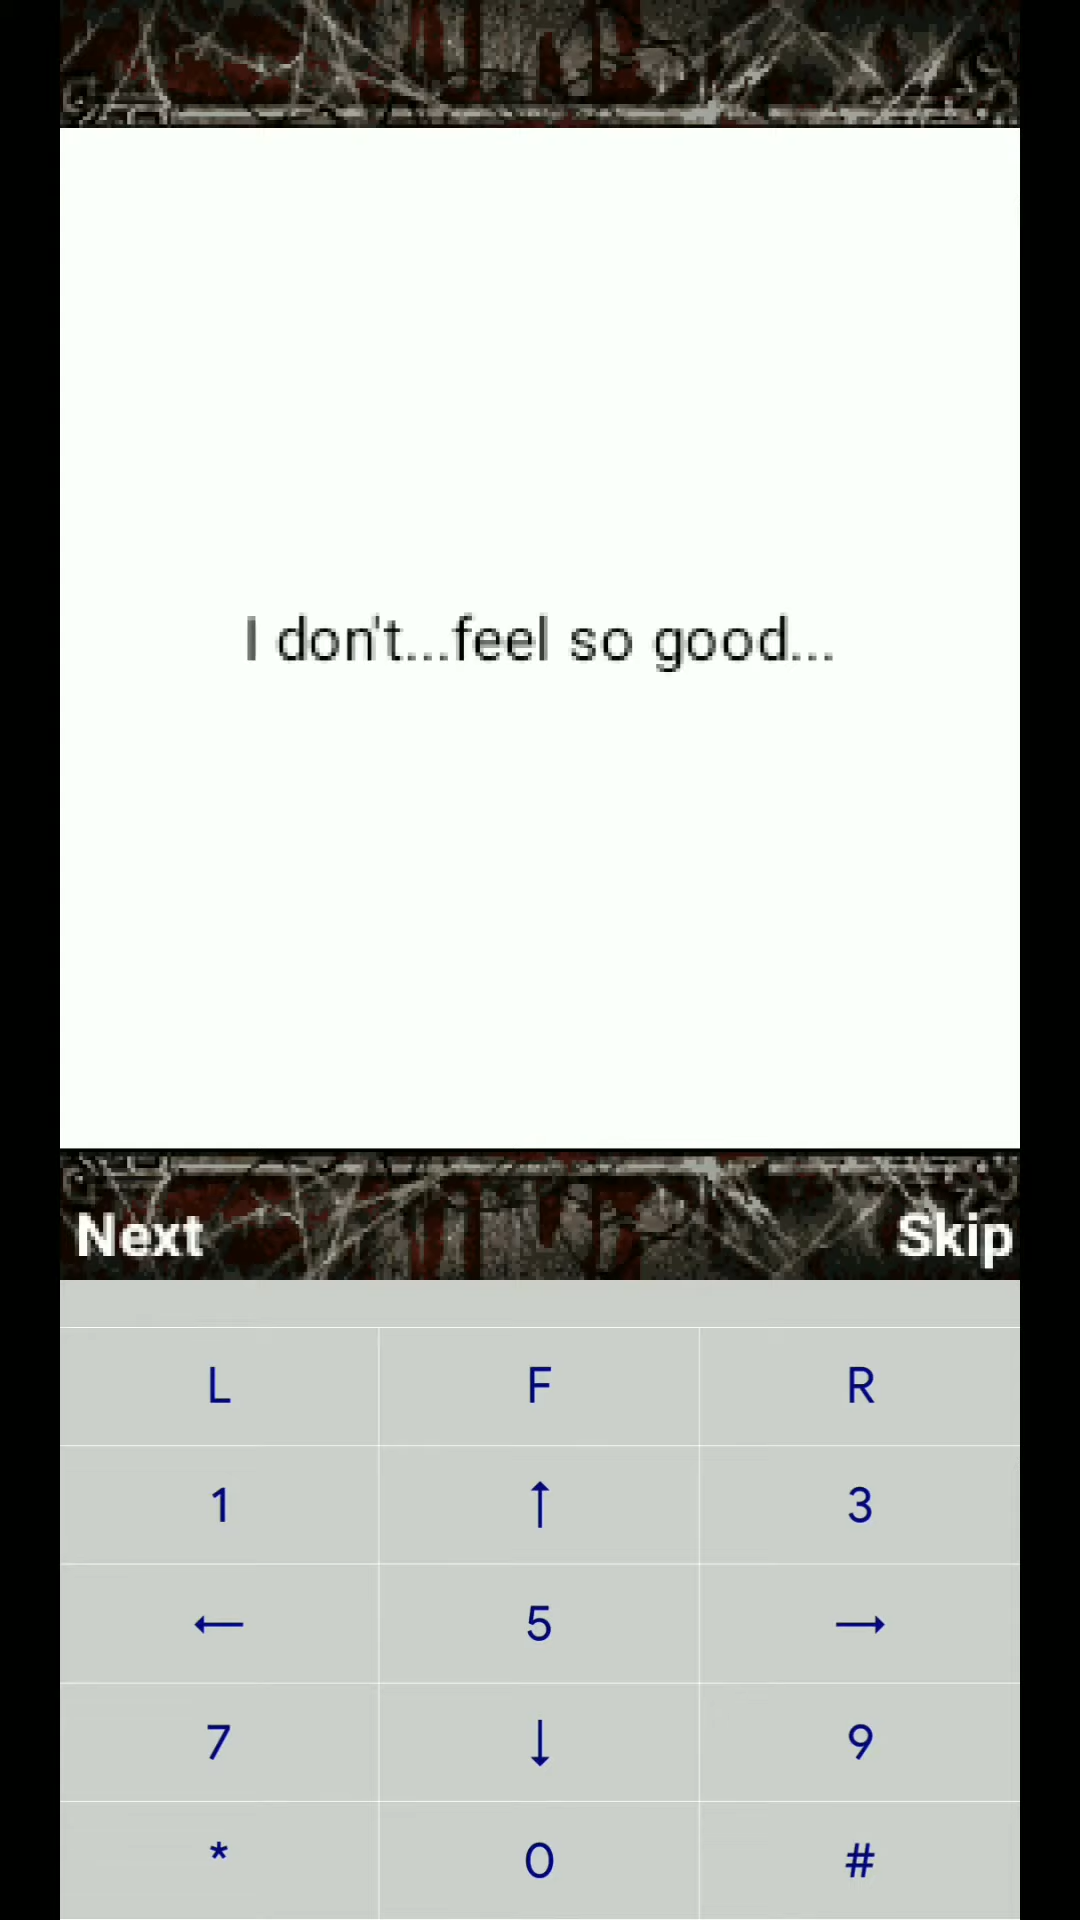 I don't...feel so good...
Next Skip
L F R
1 ↑ 3
← 5 →
7 ↓ 9
* 0 #